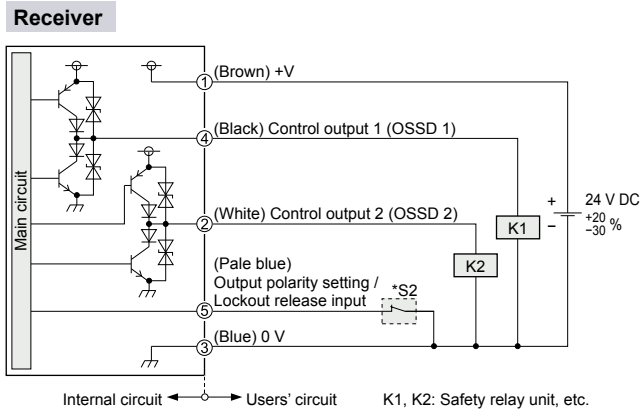 Receiver
(Brown) +V
1
(Black) Control output 1 (OSSD 1)
4
Main circuit
(White) Control output 2 (OSSD 2)
2
K1
+
−
24 V DC
+20
−30 %
K2
(Pale blue)
Output polarity setting /
Lockout release input
*S2
5
(Blue) 0 V
3
Internal circuit
Users' circuit
K1, K2: Safety relay unit, etc.